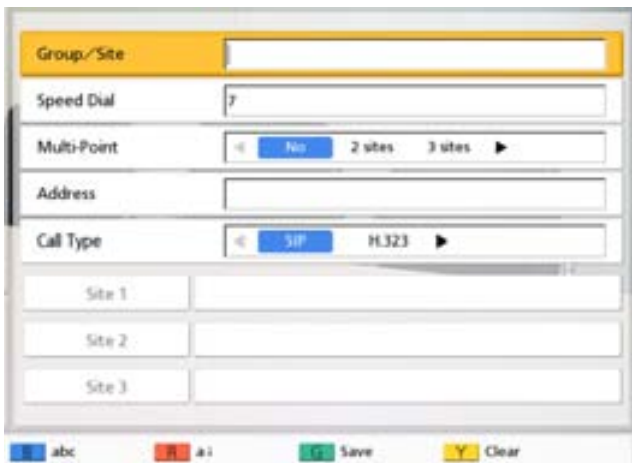 Group/Site
Speed Dial 7
Multi-Point No 2 sites 3 sites
Address
Call Type SIP H.323
Site 1
Site 2
Site 3
B abc R a:i G Save Y Clear